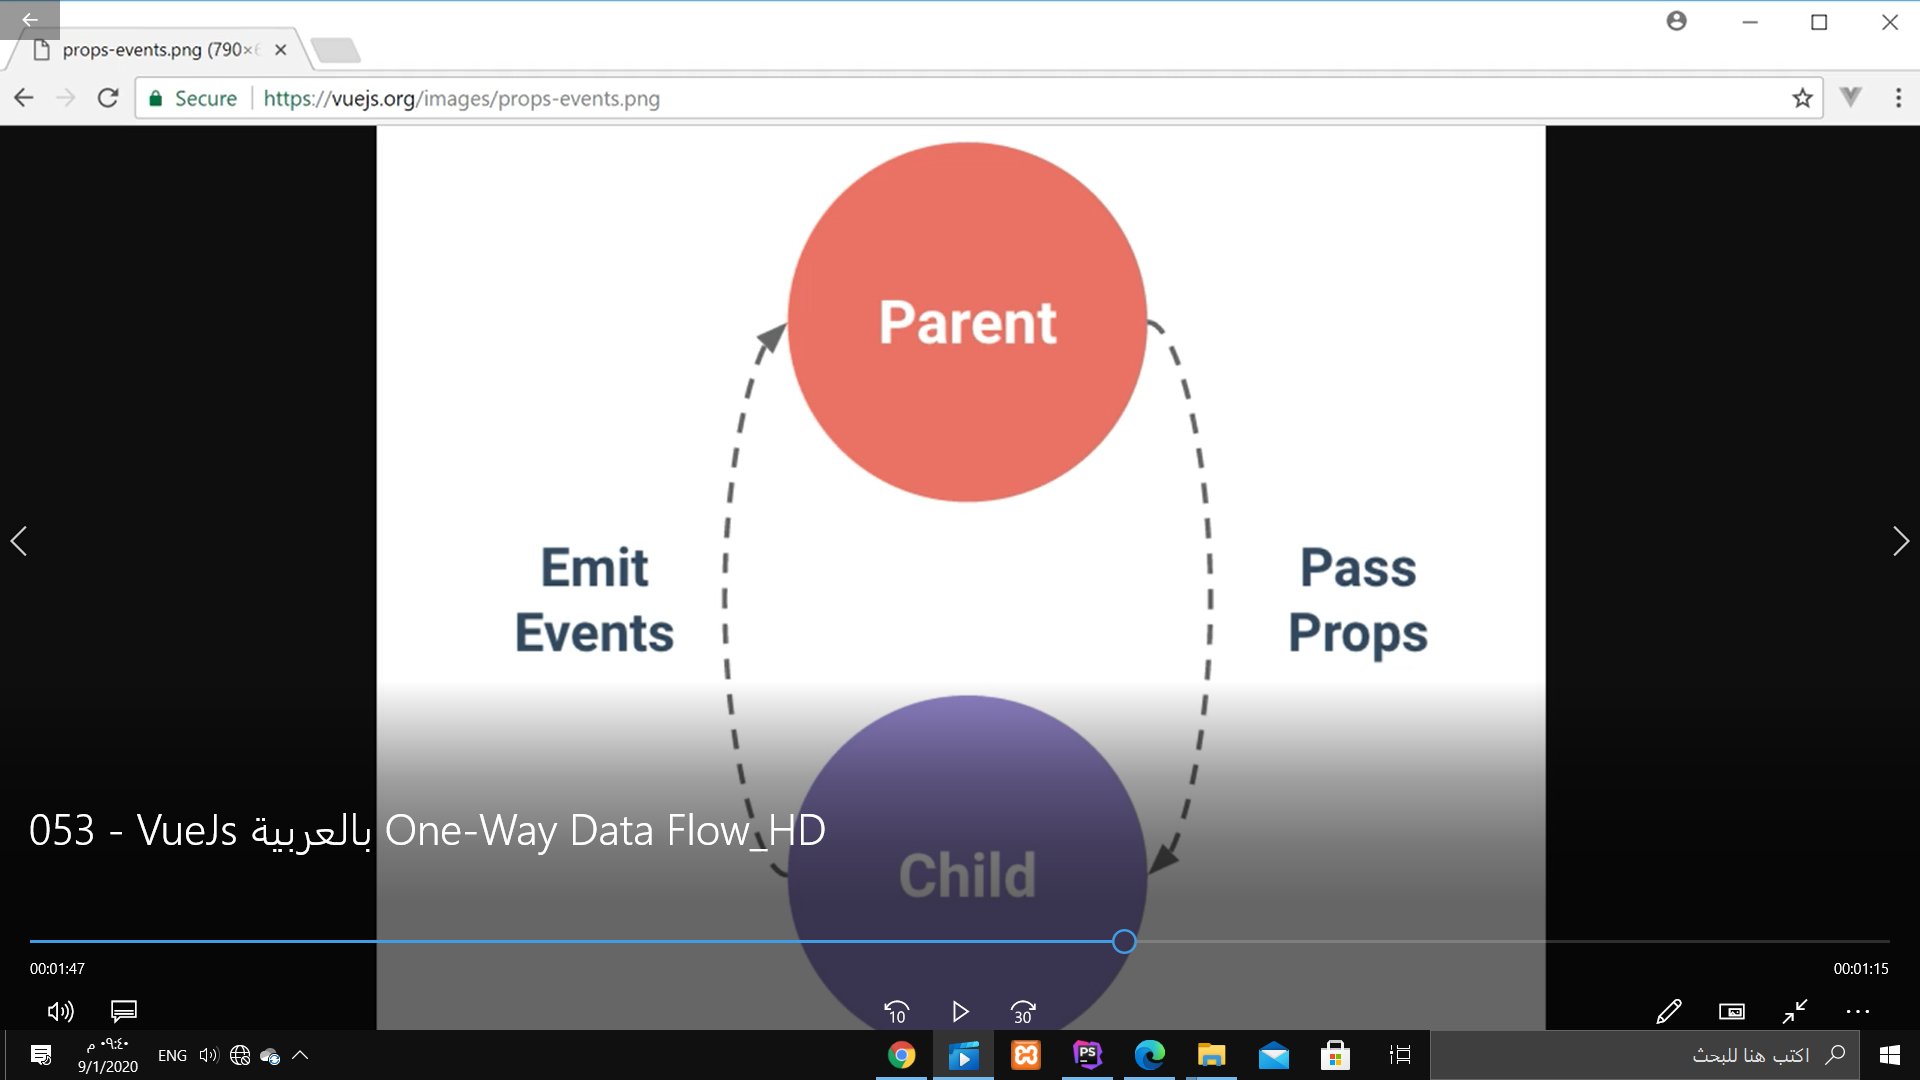 props-events.png (790×6
Secure
https://vuejs.org/images/props-events.png
Parent
Emit
Events
Pass
Props
053 - VueJs بالعربية One-Way Data Flow_HD
Child
00:01:47
00:01:15
10
30
٠٩:٤٠ م
9/1/2020
ENG
PS
اكتب هنا للبحث